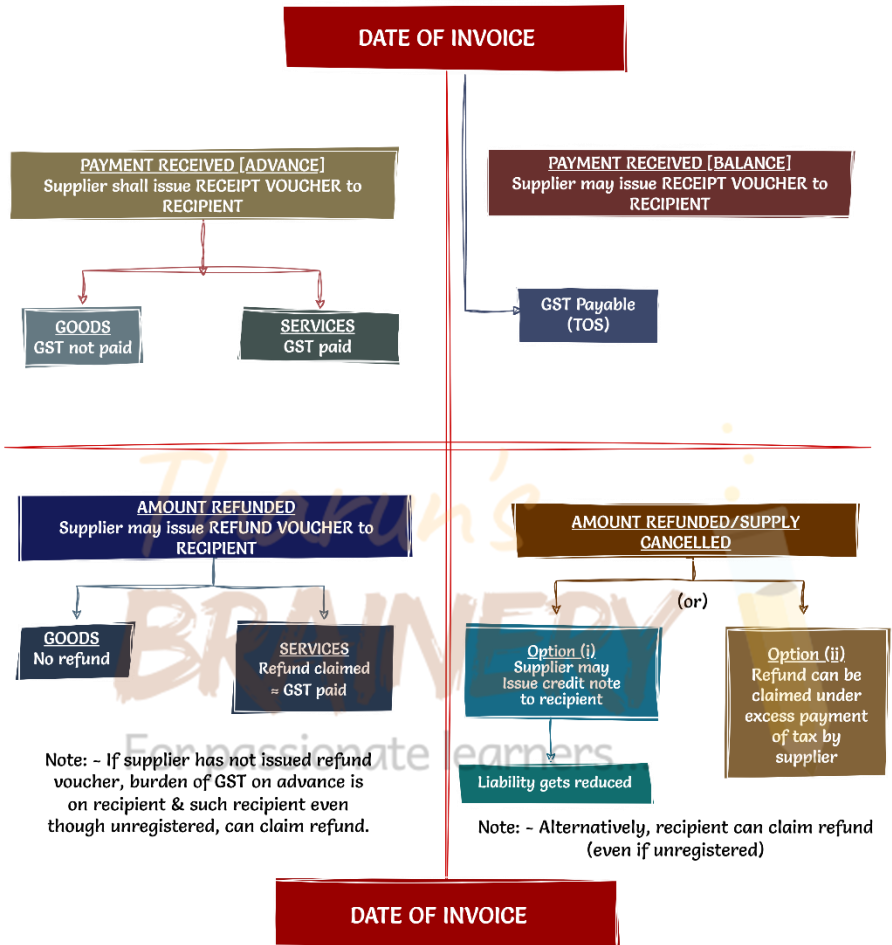 DATE OF INVOICE
PAYMENT RECEIVED [ADVANCE]
Supplier shall issue RECEIPT VOUCHER to
RECIPIENT
GOODS
GST not paid
SERVICES
GST paid
PAYMENT RECEIVED [BALANCE]
Supplier may issue RECEIPT VOUCHER to
RECIPIENT
GST Payable
(TOS)
Tharun's
BRAINERY
For passionate learners...
AMOUNT REFUNDED
Supplier may issue REFUND VOUCHER to
RECIPIENT
GOODS
No refund
SERVICES
Refund claimed
= GST paid
Note: - If supplier has not issued refund
voucher, burden of GST on advance is
on recipient & such recipient even
though unregistered, can claim refund.
AMOUNT REFUNDED/SUPPLY
CANCELLED
(or)
Option (i)
Supplier may
Issue credit note
to recipient
Liability gets reduced
Option (ii)
Refund can be
claimed under
excess payment
of tax by
supplier
Note: - Alternatively, recipient can claim refund
(even if unregistered)
DATE OF INVOICE